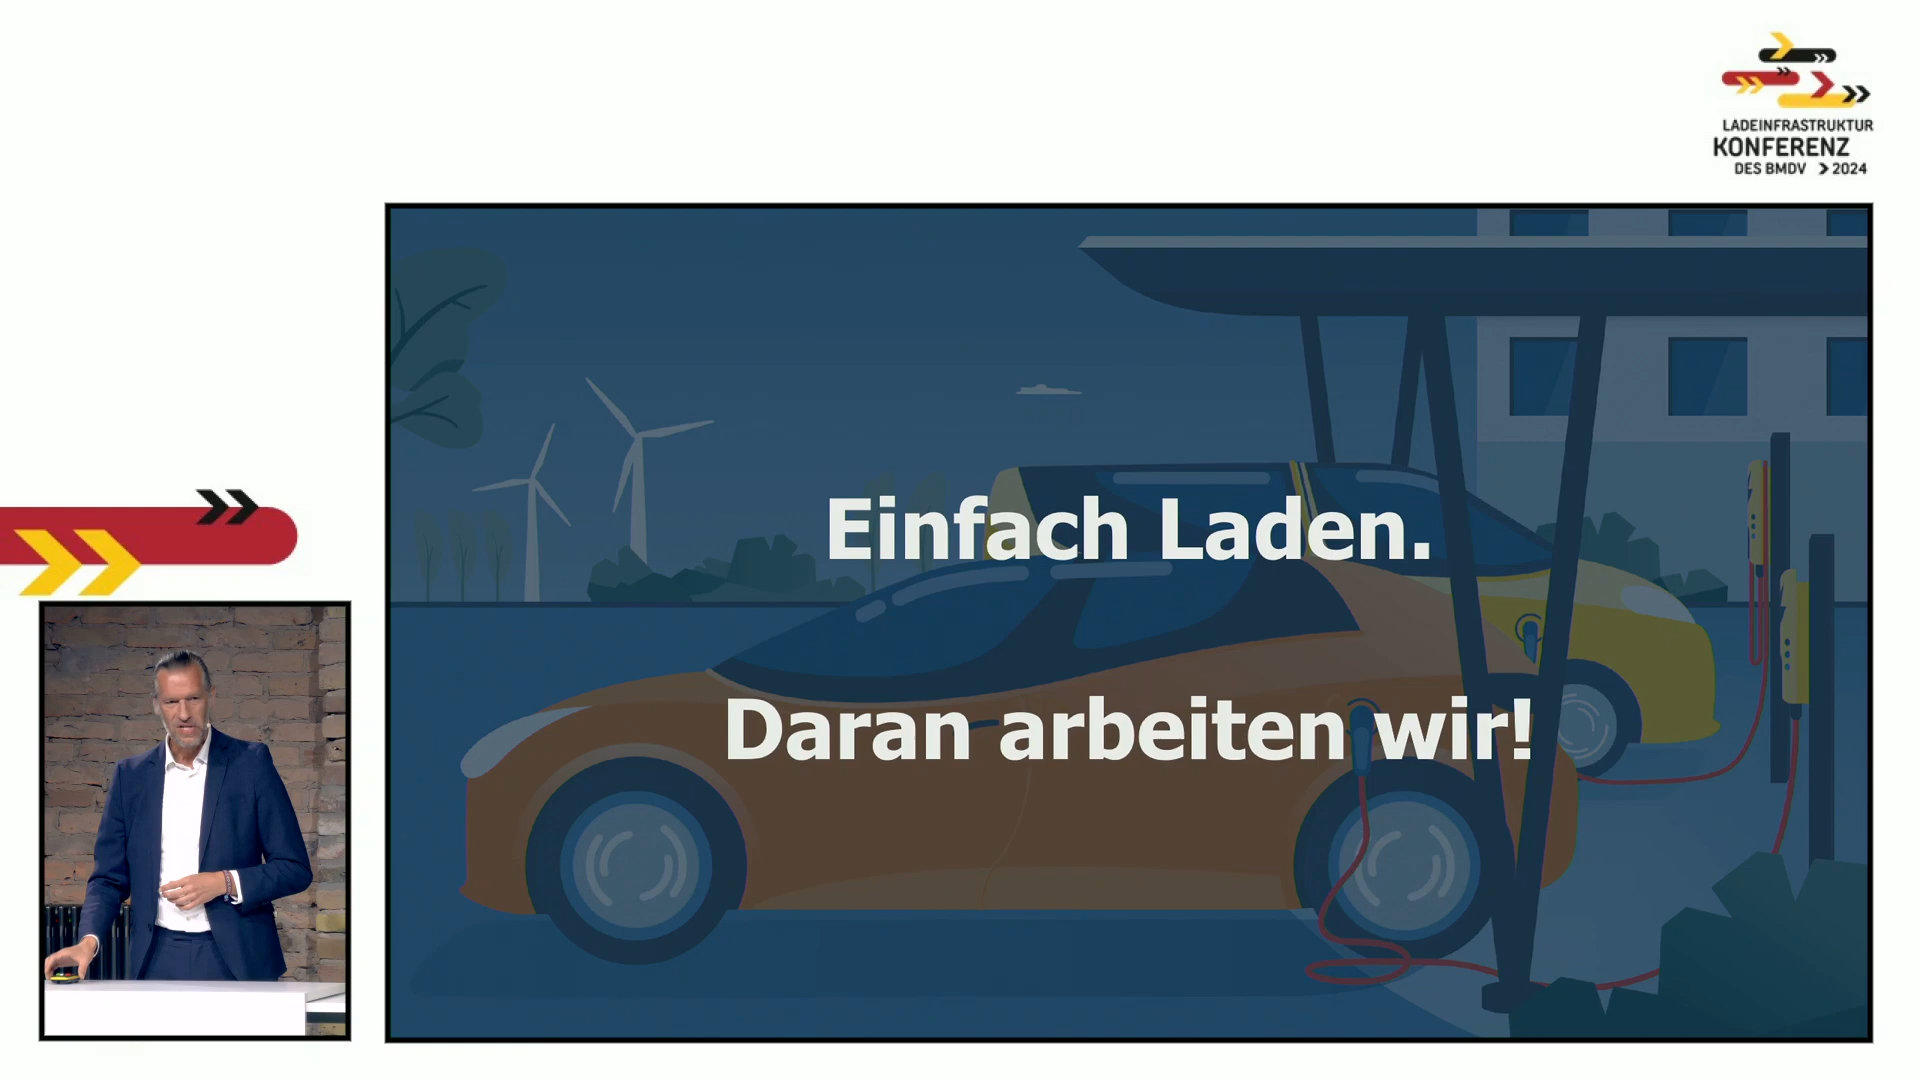 LADEINFRASTRUKTUR
KONFERENZ
DES BMDV 2024
Einfach Laden.
Daran arbeiten wir!